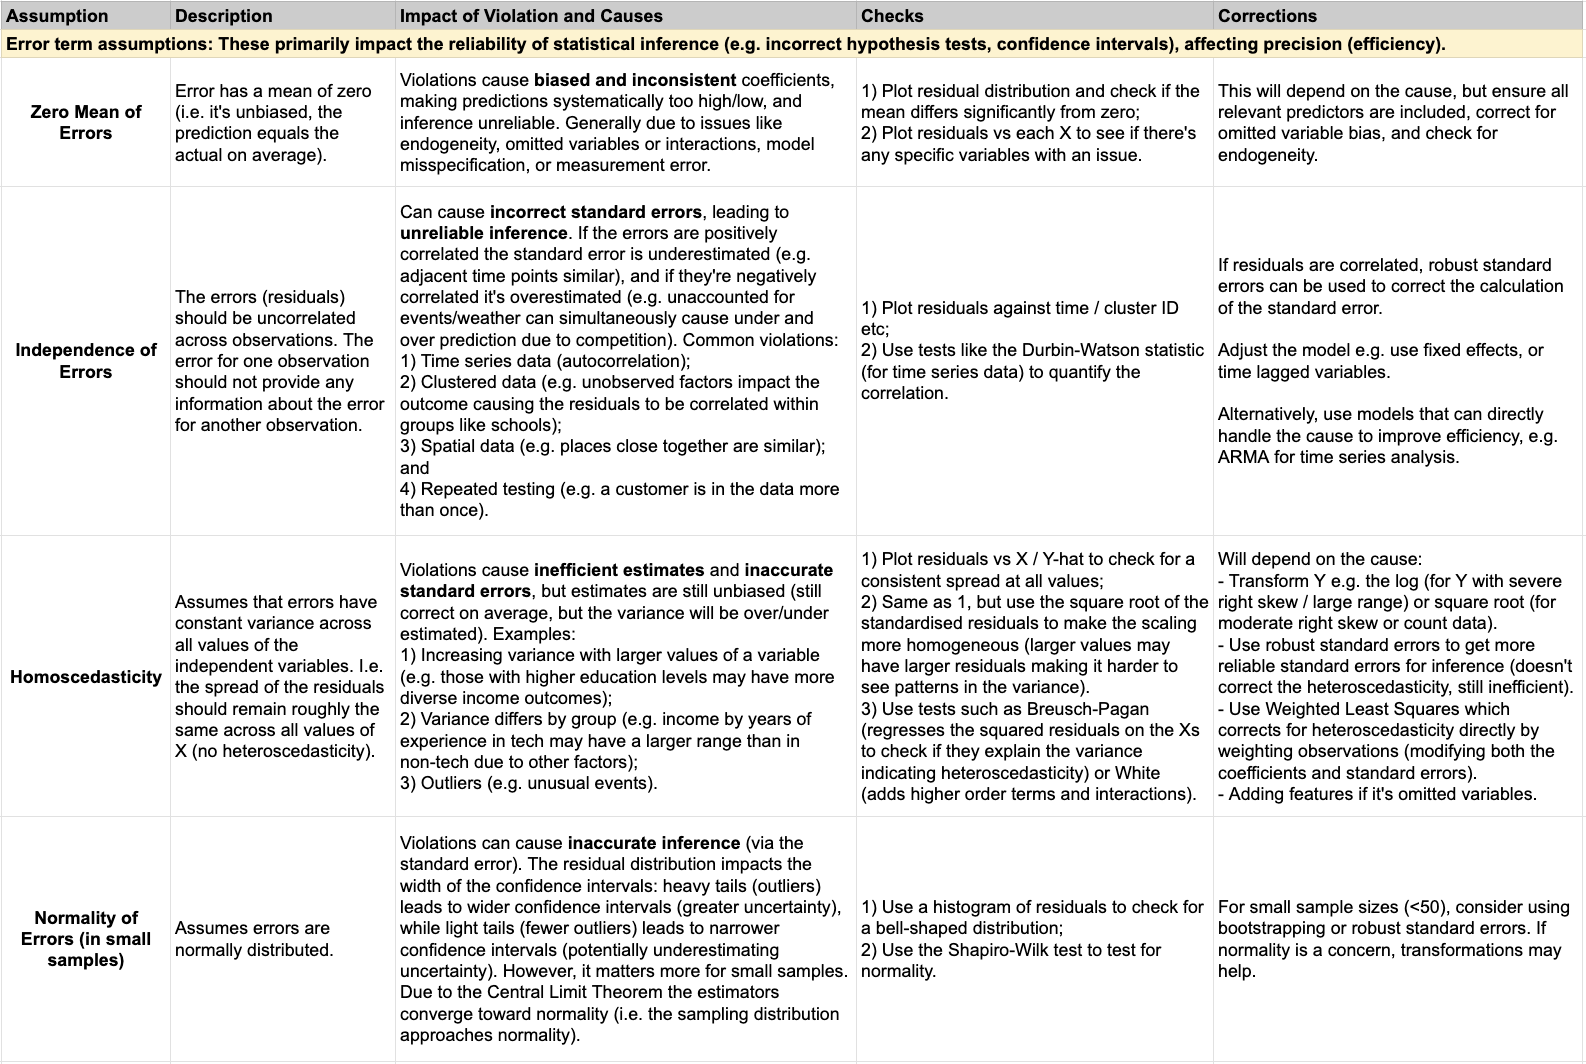 Assumption
Description
Impact of Violation and Causes
Checks
Corrections
Error term assumptions: These primarily impact the reliability of statistical inference (e.g. incorrect hypothesis tests, confidence intervals), affecting precision (efficiency).
Zero Mean of
Errors
Error has a mean of zero
(i.e. it's unbiased, the
prediction equals the
actual on average).
Violations cause biased and inconsistent coefficients,
making predictions systematically too high/low, and
inference unreliable. Generally due to issues like
endogeneity, omitted variables or interactions, model
misspecification, or measurement error.
1) Plot residual distribution and check if the
mean differs significantly from zero;
2) Plot residuals vs each X to see if there's
any specific variables with an issue.
This will depend on the cause, but ensure all
relevant predictors are included, correct for
omitted variable bias, and check for
endogeneity.
Independence of
Errors
The errors (residuals)
should be uncorrelated
across observations. The
error for one observation
should not provide any
information about the error
for another observation.
Can cause incorrect standard errors, leading to
unreliable inference. If the errors are positively
correlated the standard error is underestimated (e.g.
adjacent time points similar), and if they're negatively
correlated it's overestimated (e.g. unaccounted for
events/weather can simultaneously cause under and
over prediction due to competition). Common violations:
1) Time series data (autocorrelation);
2) Clustered data (e.g. unobserved factors impact the
outcome causing the residuals to be correlated within
groups like schools);
3) Spatial data (e.g. places close together are similar);
and
4) Repeated testing (e.g. a customer is in the data more
than once).
1) Plot residuals against time / cluster ID
etc;
2) Use tests like the Durbin-Watson statistic
(for time series data) to quantify the
correlation.
If residuals are correlated, robust standard
errors can be used to correct the calculation
of the standard error.
Adjust the model e.g. use fixed effects, or
time lagged variables.
Alternatively, use models that can directly
handle the cause to improve efficiency, e.g.
ARMA for time series analysis.
Homoscedasticity
Assumes that errors have
constant variance across
all values of the
independent variables. I.e.
the spread of the residuals
should remain roughly the
same across all values of
X (no heteroscedasticity).
Violations cause inefficient estimates and inaccurate
standard errors, but estimates are still unbiased (still
correct on average, but the variance will be over/under
estimated). Examples:
1) Increasing variance with larger values of a variable
(e.g. those with higher education levels may have more
diverse income outcomes);
2) Variance differs by group (e.g. income by years of
experience in tech may have a larger range than in
non-tech due to other factors);
3) Outliers (e.g. unusual events).
1) Plot residuals vs X / Y-hat to check for a
consistent spread at all values;
2) Same as 1, but use the square root of the
standardised residuals to make the scaling
more homogeneous (larger values may
have larger residuals making it harder to
see patterns in the variance).
3) Use tests such as Breusch-Pagan
(regresses the squared residuals on the Xs
to check if they explain the variance
indicating heteroscedasticity) or White
(adds higher order terms and interactions).
Will depend on the cause:
- Transform Y e.g. the log (for Y with severe
right skew / large range) or square root (for
moderate right skew or count data).
- Use robust standard errors to get more
reliable standard errors for inference (doesn't
correct the heteroscedasticity, still inefficient).
- Use Weighted Least Squares which
corrects for heteroscedasticity directly by
weighting observations (modifying both the
coefficients and standard errors).
- Adding features if it's omitted variables.
Normality of
Errors (in small
samples)
Assumes errors are
normally distributed.
Violations can cause inaccurate inference (via the
standard error). The residual distribution impacts the
width of the confidence intervals: heavy tails (outliers)
leads to wider confidence intervals (greater uncertainty),
while light tails (fewer outliers) leads to narrower
confidence intervals (potentially underestimating
uncertainty). However, it matters more for small samples.
Due to the Central Limit Theorem the estimators
converge toward normality (i.e. the sampling distribution
approaches normality).
1) Use a histogram of residuals to check for
a bell-shaped distribution;
2) Use the Shapiro-Wilk test to test for
normality.
For small sample sizes (<50), consider using
bootstrapping or robust standard errors. If
normality is a concern, transformations may
help.